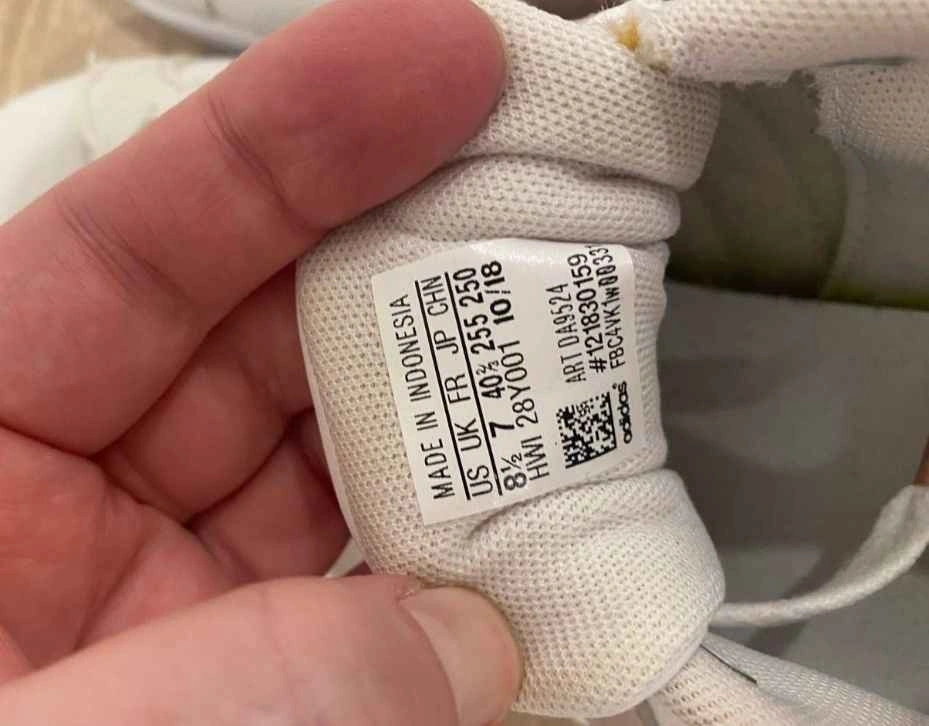 MADE IN INDONESIA
US UK FR JP CHN
8½ 7 40⅔ 255 250
HWI 28Y001 10/18
ART DA9524
#121830159
adidas